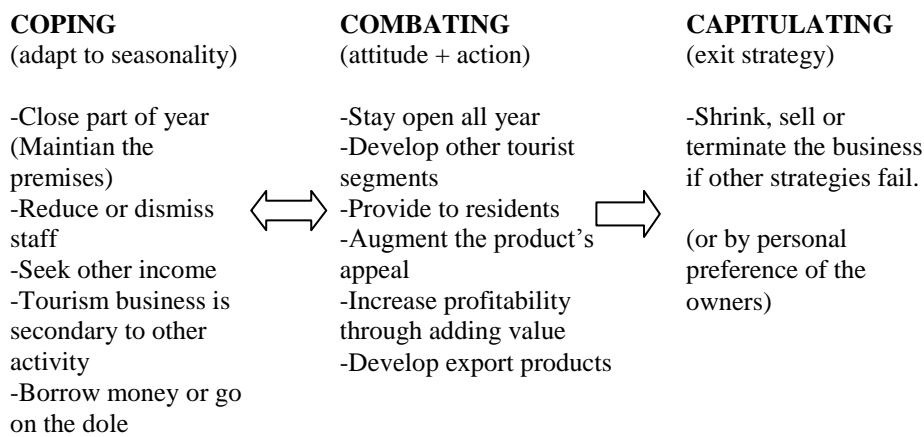 COPING
(adapt to seasonality)
-Close part of year
(Maintian the
premises)
-Reduce or dismiss
staff
-Seek other income
-Tourism business is
secondary to other
activity
-Borrow money or go
on the dole
COMBATING
(attitude + action)
-Stay open all year
-Develop other tourist
segments
-Provide to residents
-Augment the product’s
appeal
-Increase profitability
through adding value
-Develop export products
CAPITULATING
(exit strategy)
-Shrink, sell or
terminate the business
if other strategies fail.
(or by personal
preference of the
owners)